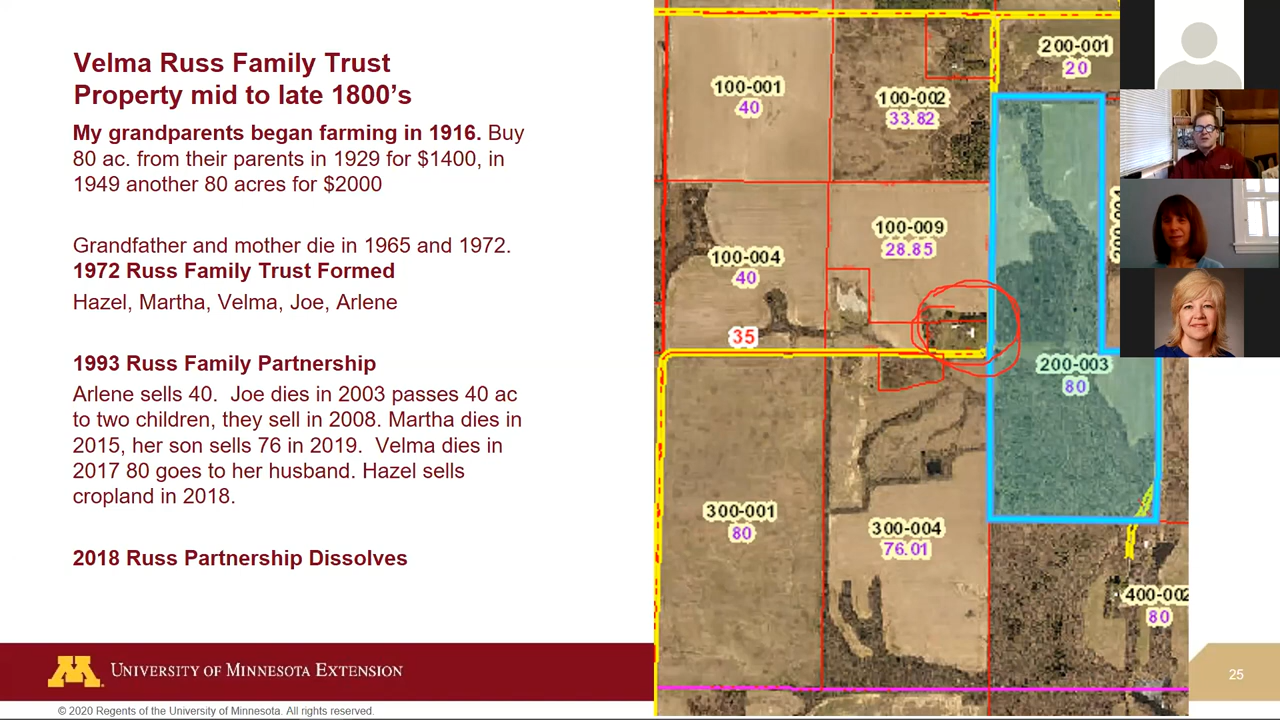 Velma Russ Family Trust
Property mid to late 1800's
My grandparents began farming in 1916. Buy
80 ac. from their parents in 1929 for $1400, in
1949 another 80 acres for $2000
Grandfather and mother die in 1965 and 1972.
1972 Russ Family Trust Formed
Hazel, Martha, Velma, Joe, Arlene
1993 Russ Family Partnership
Arlene sells 40.  Joe dies in 2003 passes 40 ac
to two children, they sell in 2008. Martha dies in
2015, her son sells 76 in 2019.  Velma dies in
2017 80 goes to her husband. Hazel sells
cropland in 2018.
2018 Russ Partnership Dissolves
M
UNIVERSITY OF MINNESOTA EXTENSION
© 2020 Regents of the University of Minnesota. All rights reserved.
200-001
20
100-001
40
100-002
33.82
100-009
28.85
100-004
40
35
200-003
80
300-001
80
300-004
76.01
400-002
80
25